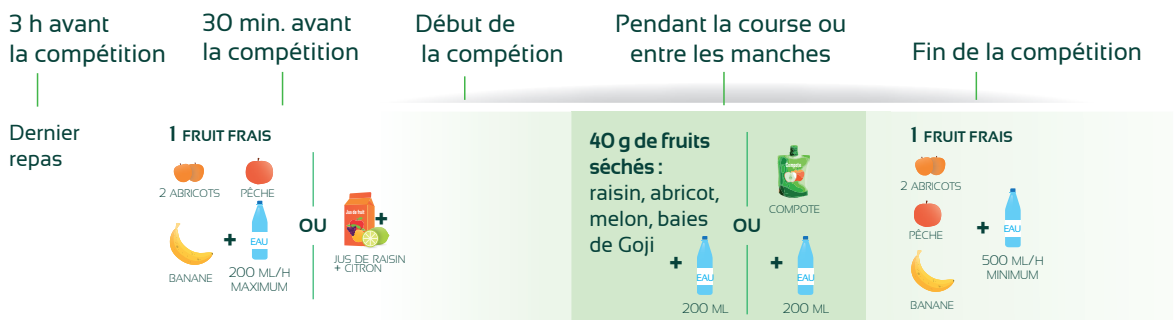 3 h avant
la compétition
30 min. avant
la compétition
Début de
la compétion
Pendant la course ou
entre les manches
Fin de la compétition
Dernier
repas
1 FRUIT FRAIS
2 ABRICOTS
PÊCHE
BANANE
+
EAU
200 ML/H
MAXIMUM
OU
Jus de fruit
+
JUS DE RAISIN
+ CITRON
40 g de fruits
séchés :
raisin, abricot,
melon, baies
de Goji
+
EAU
200 ML
OU
Compote
COMPOTE
+
EAU
200 ML
1 FRUIT FRAIS
2 ABRICOTS
PÊCHE
BANANE
+
EAU
500 ML/H
MINIMUM